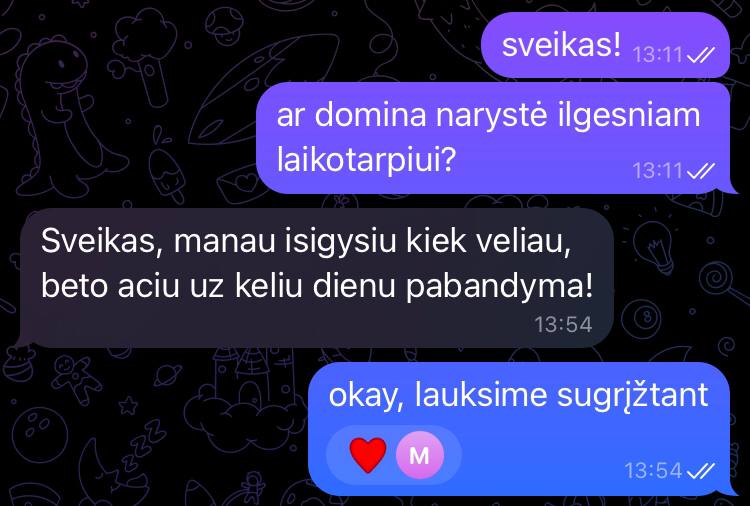 sveikas! 13:11
ar domina narystė ilgesniam
laikotarpiui? 13:11
Sveikas, manau isigysiu kiek veliau,
beto aciu uz keliu dienu pabandyma!
13:54
okay, lauksime sugrįžtant
M 13:54